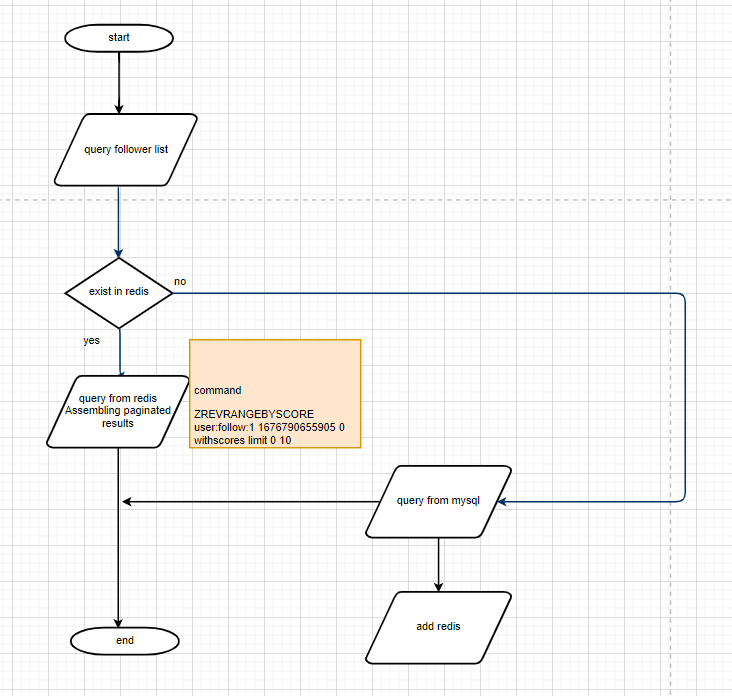 start
query follower list
exist in redis
no
yes
query from redis
Assembling paginated
results
command
ZREVRANGEBYSCORE
user:follow:1 1676790655905 0
withscores limit 0 10
query from mysql
add redis
end